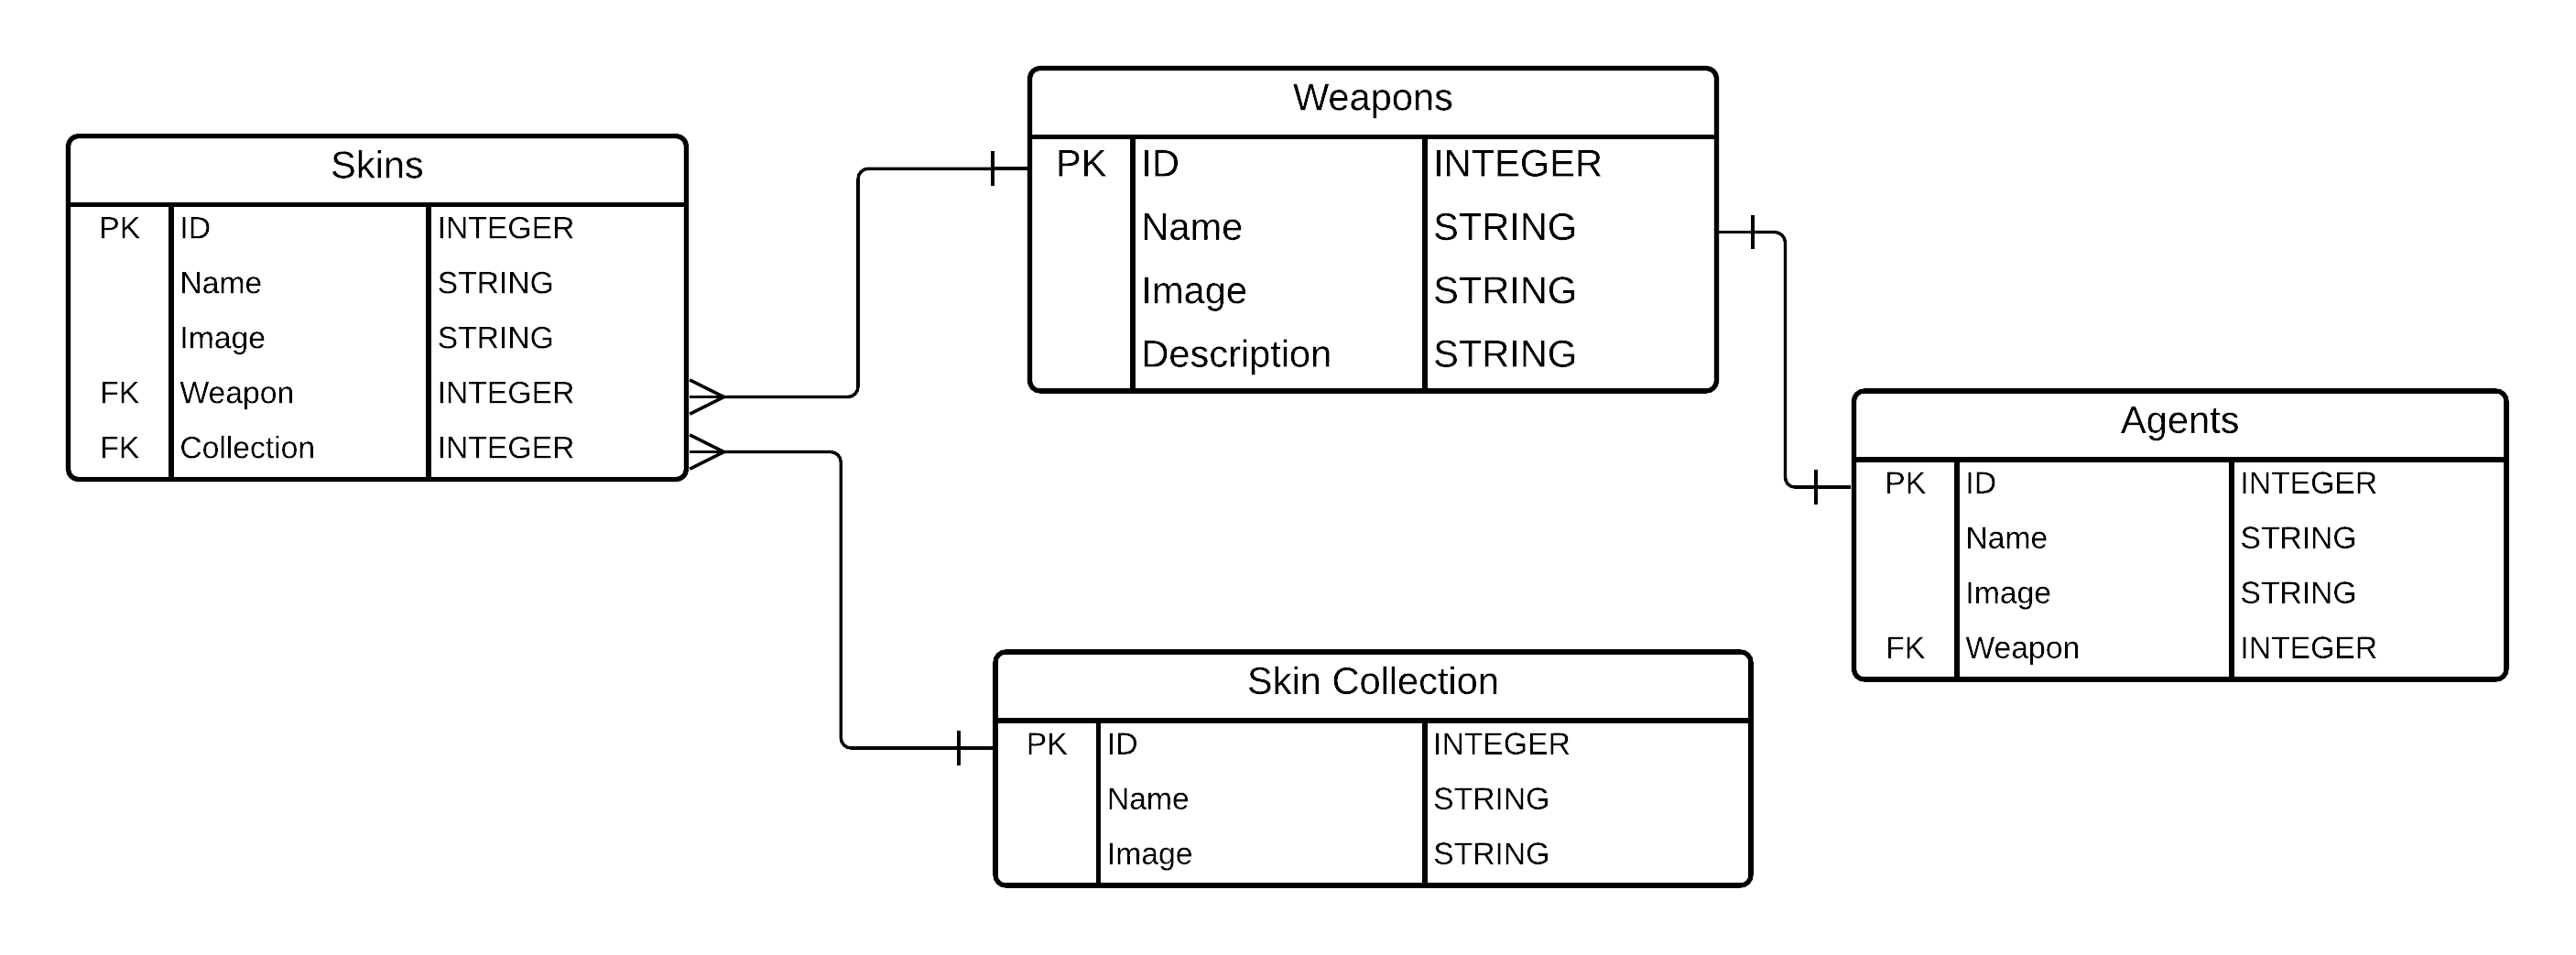 Skins
PK ID INTEGER
Name STRING
Image STRING
FK Weapon INTEGER
FK Collection INTEGER
Weapons
PK ID INTEGER
Name STRING
Image STRING
Description STRING
Agents
PK ID INTEGER
Name STRING
Image STRING
FK Weapon INTEGER
Skin Collection
PK ID INTEGER
Name STRING
Image STRING